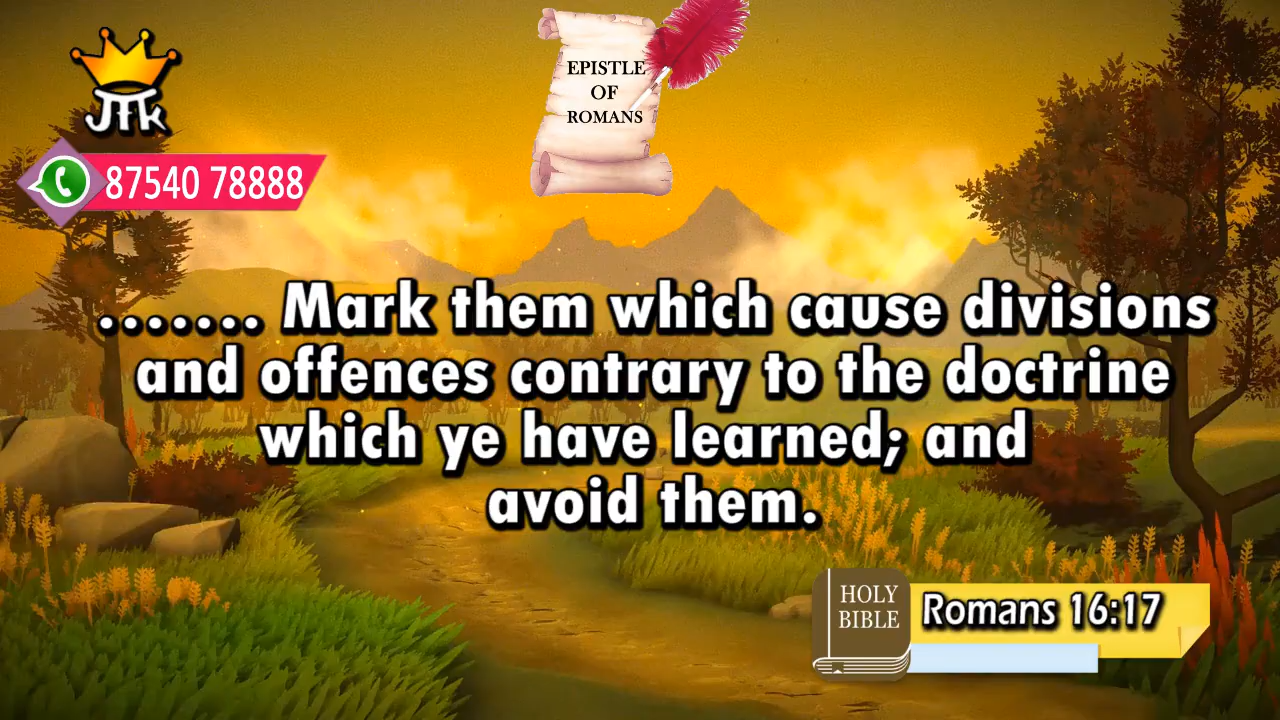 EPISTLE
OF
ROMANS
JTK
87540 78888
....... Mark them which cause divisions
and offences contrary to the doctrine
which ye have learned; and
avoid them.
HOLY
BIBLE
Romans 16:17